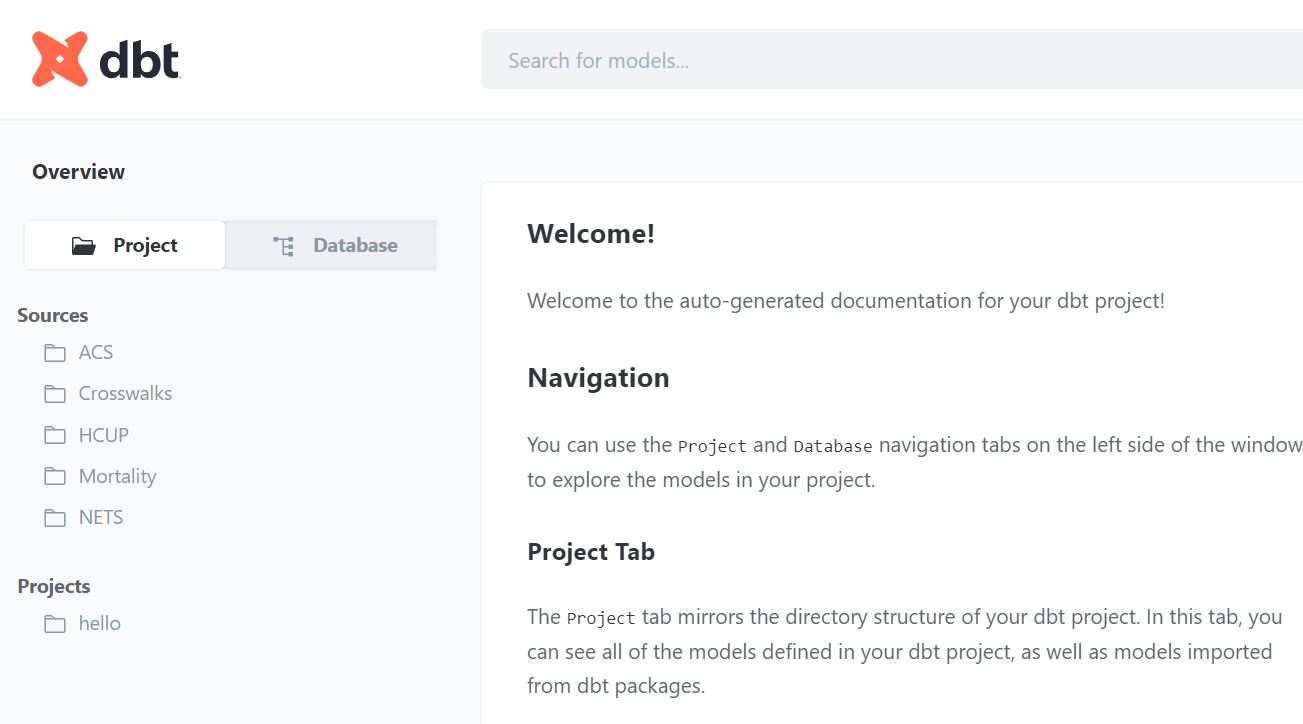 dbt
Search for models...
Overview
Project
Database
Sources
ACS
Crosswalks
HCUP
Mortality
NETS
Projects
hello
Welcome!
Welcome to the auto-generated documentation for your dbt project!
Navigation
You can use the Project and Database navigation tabs on the left side of the window
to explore the models in your project.
Project Tab
The Project tab mirrors the directory structure of your dbt project. In this tab, you
can see all of the models defined in your dbt project, as well as models imported
from dbt packages.